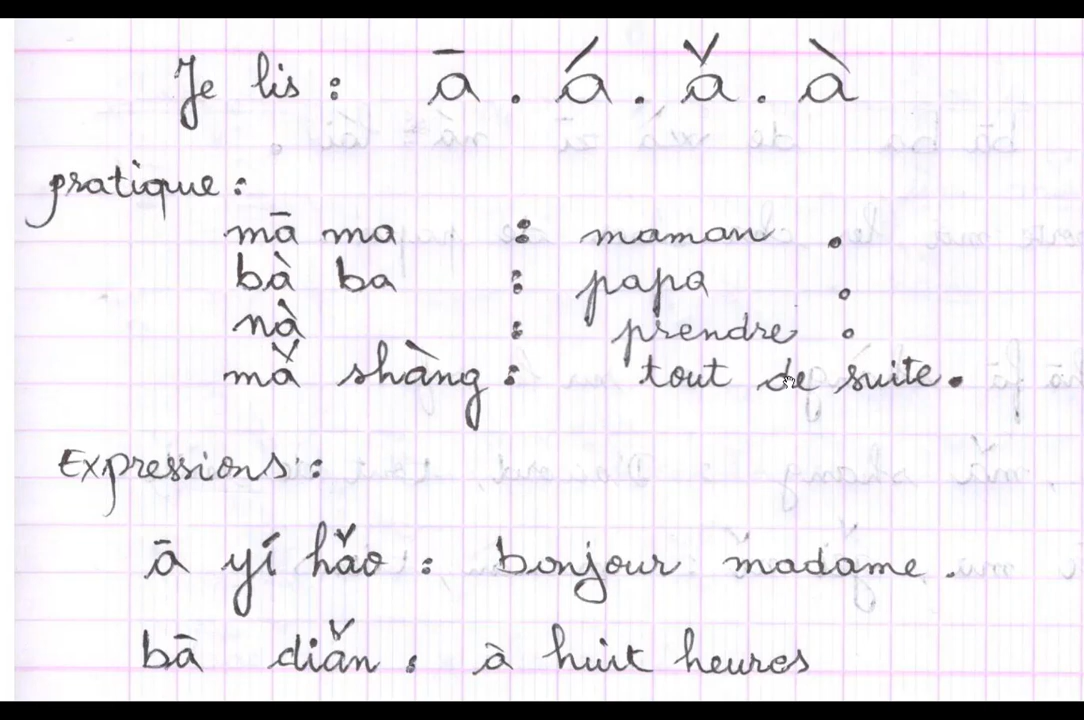 Je lis : ā . á . ǎ . à
pratique :
mā ma : maman .
bà ba : papa .
nà : prendre .
mǎ shàng : tout de suite .
Expressions :
ā yí hǎo : bonjour madame .
bā diǎn : à huit heures